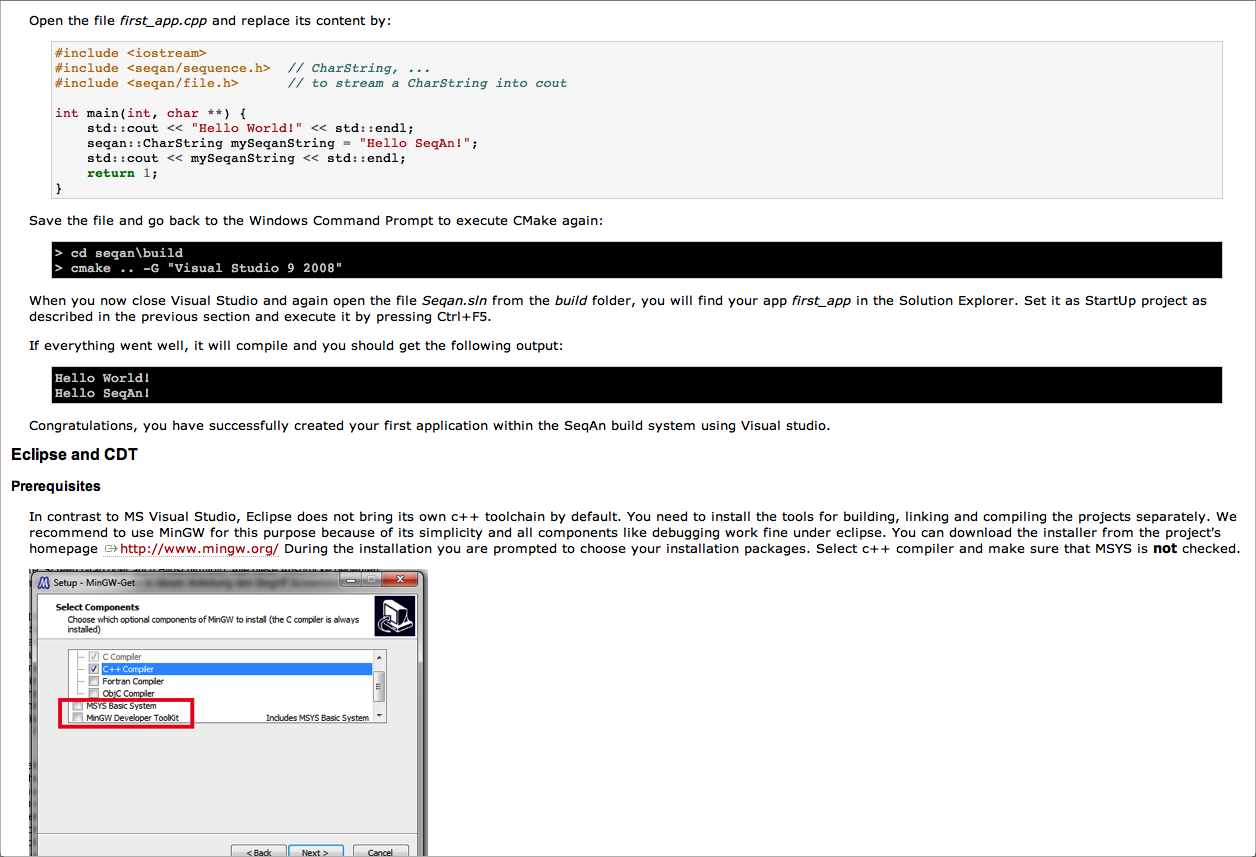 Open the file first_app.cpp and replace its content by:
#include <iostream>
#include <seqan/sequence.h>  // CharString, ...
#include <seqan/file.h>      // to stream a CharString into cout
int main(int, char **) {
    std::cout << "Hello World!" << std::endl;
    seqan::CharString mySeqanString = "Hello SeqAn!";
    std::cout << mySeqanString << std::endl;
    return 1;
}
Save the file and go back to the Windows Command Prompt to execute CMake again:
> cd seqan\build
> cmake .. -G "Visual Studio 9 2008"
When you now close Visual Studio and again open the file Seqan.sln from the build folder, you will find your app first_app in the Solution Explorer. Set it as StartUp project as
described in the previous section and execute it by pressing Ctrl+F5.
If everything went well, it will compile and you should get the following output:
Hello World!
Hello SeqAn!
Congratulations, you have successfully created your first application within the SeqAn build system using Visual studio.
Eclipse and CDT
Prerequisites
In contrast to MS Visual Studio, Eclipse does not bring its own c++ toolchain by default. You need to install the tools for building, linking and compiling the projects separately. We
recommend to use MinGW for this purpose because of its simplicity and all components like debugging work fine under eclipse. You can download the installer from the project's
homepage http://www.mingw.org/ During the installation you are prompted to choose your installation packages. Select c++ compiler and make sure that MSYS is not checked.
Setup - MinGW-Get
Select Components
Choose which optional components of MinGW to install (the C compiler is always
installed)
C Compiler
C++ Compiler
Fortran Compiler
ObjC Compiler
MSYS Basic System
MinGW Developer ToolKit Includes MSYS Basic System
< Back Next > Cancel